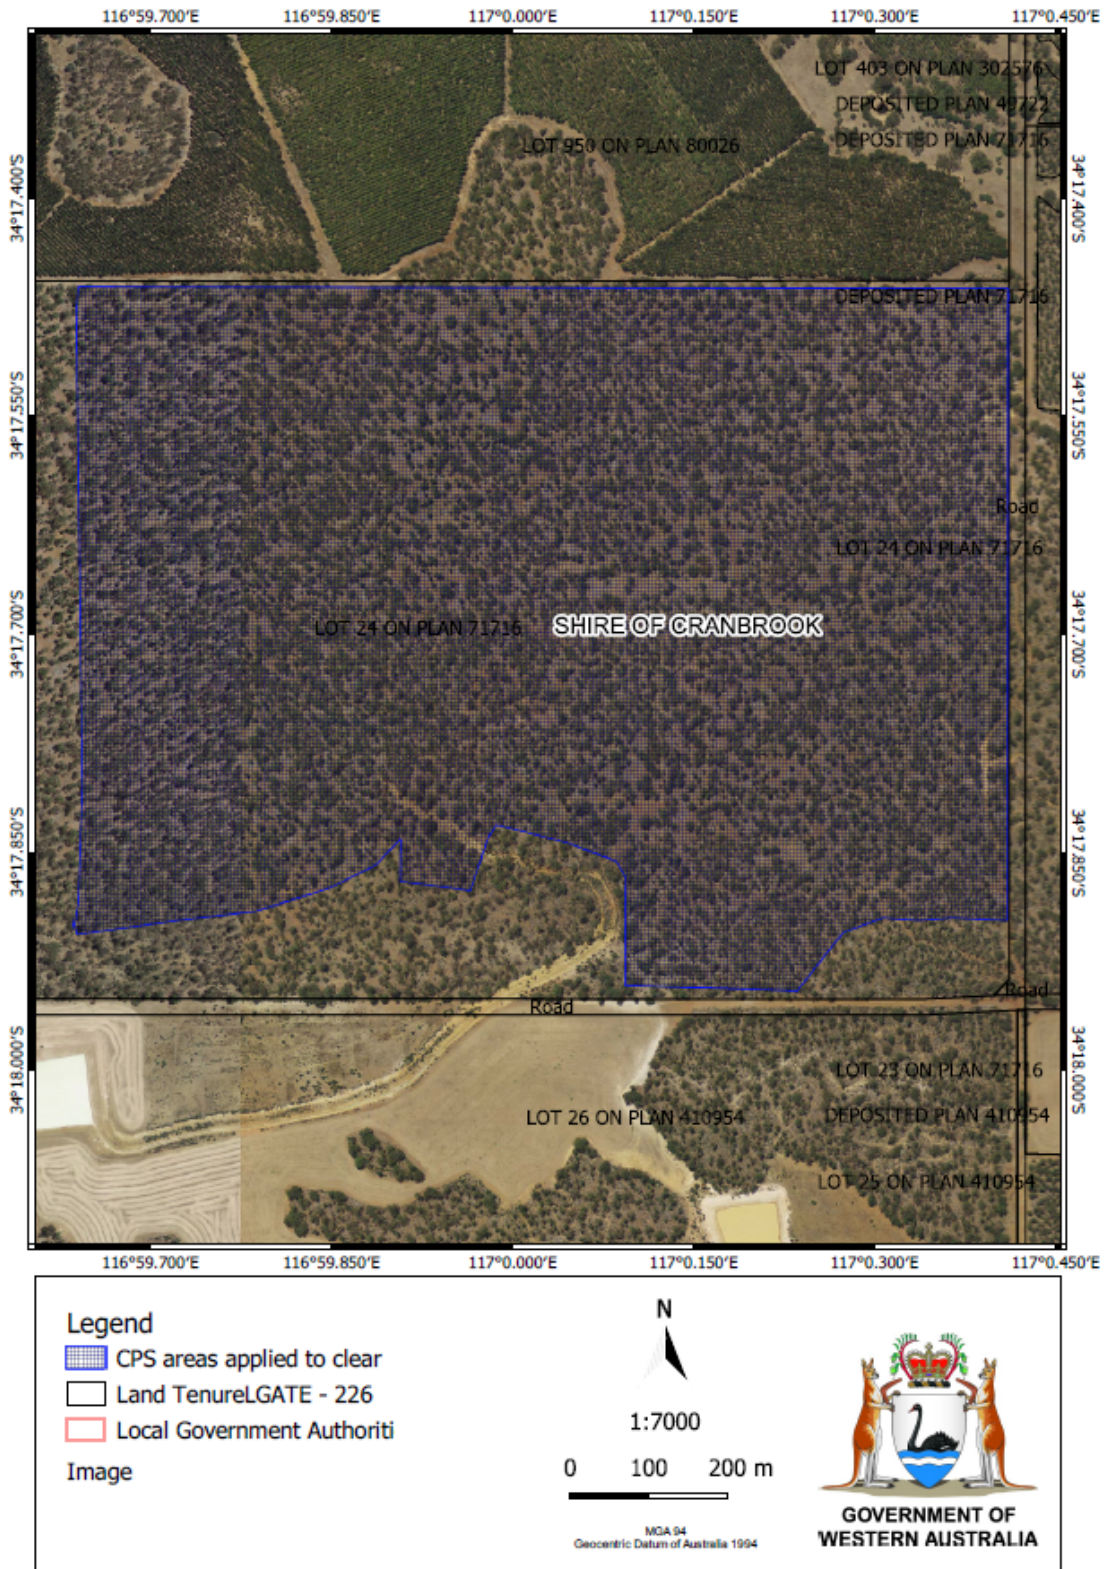 116°59.700'E 116°59.850'E 117°0.000'E 117°0.150'E 117°0.300'E 117°0.450'E
LOT 403 ON PLAN 302576
DEPOSITED PLAN 49722
DEPOSITED PLAN 71716
LOT 950 ON PLAN 80026
34°17.400'S 34°17.400'S
DEPOSITED PLAN 71716
34°17.550'S 34°17.550'S
Road
LOT 24 ON PLAN 71716
LOT 24 ON PLAN 71716
SHIRE OF CRANBROOK
34°17.700'S 34°17.700'S
34°17.850'S 34°17.850'S
Road
Road
34°18.000'S 34°18.000'S
LOT 23 ON PLAN 71716
LOT 26 ON PLAN 410954
DEPOSITED PLAN 410954
LOT 25 ON PLAN 410954
116°59.700'E 116°59.850'E 117°0.000'E 117°0.150'E 117°0.300'E 117°0.450'E
Legend
CPS areas applied to clear
Land TenureLGATE - 226
Local Government Authoriti
Image
N
1:7000
0 100 200 m
MGA 94
Geocentric Datum of Australia 1994
GOVERNMENT OF
WESTERN AUSTRALIA